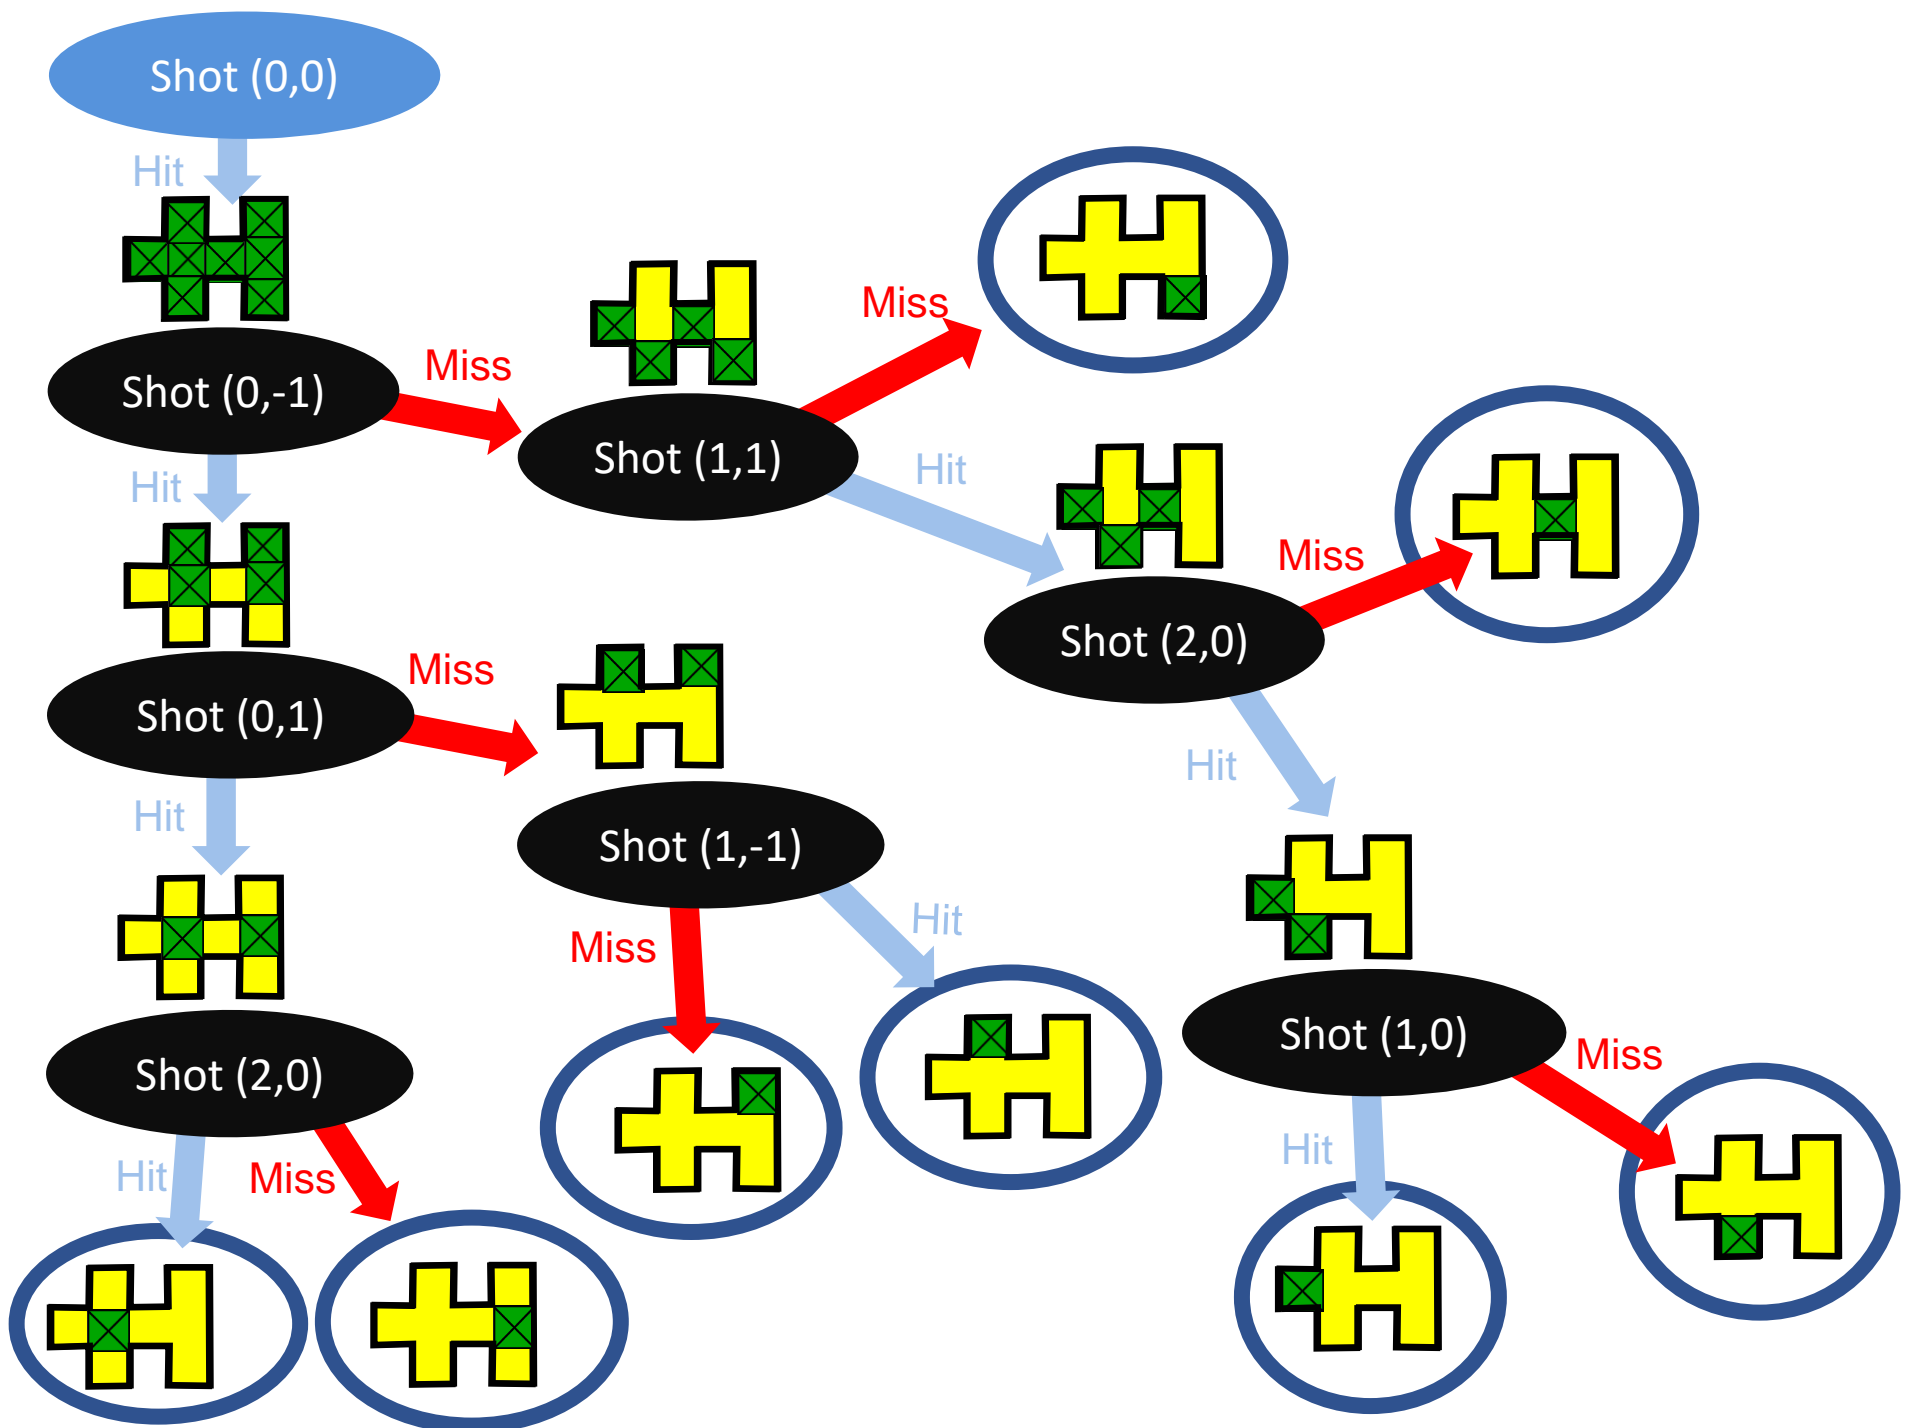 Shot (0,0)
Hit
Shot (0,-1)
Miss
Miss
Shot (1,1)
Hit
Hit
Miss
Shot (2,0)
Shot (0,1)
Miss
Hit
Hit
Shot (1,-1)
Miss
Hit
Shot (1,0)
Miss
Shot (2,0)
Hit
Miss
Hit